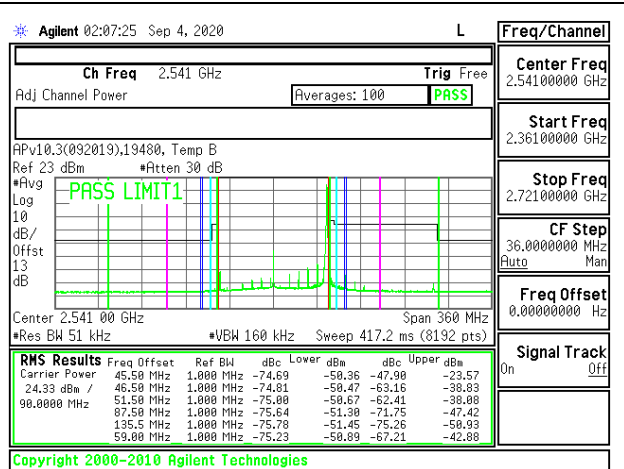 Agilent 02:07:25 Sep 4, 2020 L
Freq/Channel
Ch Freq 2.541 GHz Trig Free
Adj Channel Power Averages: 100 PASS
Center Freq
2.54100000 GHz
Start Freq
2.36100000 GHz
APv10.3(092019),19480, Temp B
Ref 23 dBm #Atten 30 dB
#Avg
Log
10
dB/
Offst
13
dB
PASS LIMIT1
Stop Freq
2.72100000 GHz
CF Step
36.0000000 MHz
Auto Man
Freq Offset
0.00000000 Hz
Center 2.541 00 GHz Span 360 MHz
#Res BW 51 kHz #VBW 160 kHz Sweep 417.2 ms (8192 pts)
Signal Track
On Off
RMS Results Freq Offset Ref BW dBc Lower dBm dBc Upper dBm
Carrier Power 45.50 MHz 1.000 MHz -74.69 -50.36 -47.90 -23.57
24.33 dBm / 46.50 MHz 1.000 MHz -74.81 -50.47 -63.16 -38.83
90.0000 MHz 51.50 MHz 1.000 MHz -75.00 -50.67 -62.41 -38.08
87.50 MHz 1.000 MHz -75.64 -51.30 -71.75 -47.42
135.5 MHz 1.000 MHz -75.78 -51.45 -75.26 -50.93
59.00 MHz 1.000 MHz -75.23 -50.89 -67.21 -42.88
Copyright 2000-2010 Agilent Technologies